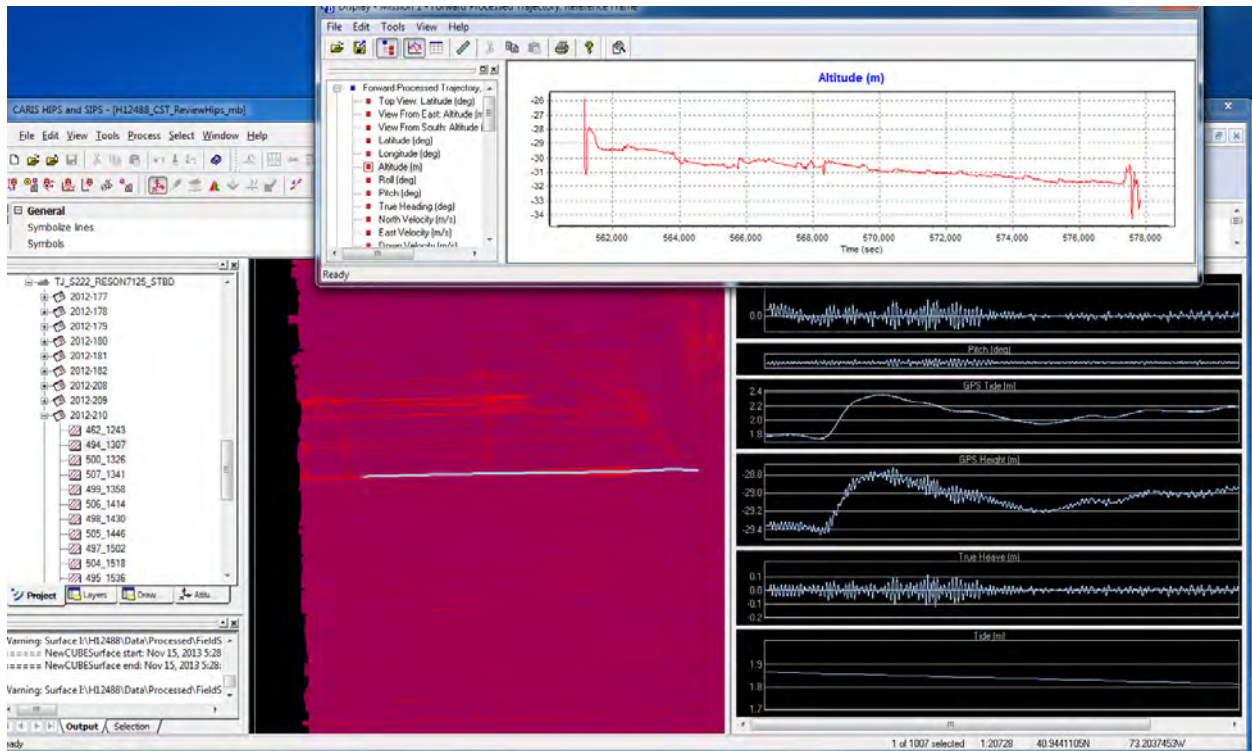 Display - Mission 1 - Forward Processed Trajectory, Reference Frame
File Edit Tools View Help
Forward Processed Trajectory,
Top View: Latitude (deg)
View From East: Altitude (m
View From South: Altitude (
Latitude (deg)
Longitude (deg)
Altitude (m)
Roll (deg)
Pitch (deg)
True Heading (deg)
North Velocity (m/s)
East Velocity (m/s)
Down Velocity (m/s)
Altitude (m)
-26
-27
-28
-29
-30
-31
-32
-33
-34
562,000 564,000 566,000 568,000 570,000 572,000 574,000 576,000 578,000
Time (sec)
Ready
CARIS HIPS and SIPS - [H12488_CST_ReviewHips_mb]
File Edit View Tools Process Select Window Help
General
Symbolize lines
Symbols
TJ_S222_RESON7125_STBD
2012-177
2012-178
2012-179
2012-180
2012-181
2012-182
2012-208
2012-209
2012-210
462_1243
494_1307
500_1326
507_1341
499_1358
506_1414
498_1430
505_1446
497_1502
504_1518
495_1536
Project Layers Draw... Attitu...
Warning: Surface I:\H12488\Data\Processed\FieldS
===== NewCUBESurface start: Nov 15, 2013 5:28
===== NewCUBESurface end: Nov 15, 2013 5:28:
Warning: Surface I:\H12488\Data\Processed\FieldS
Output Selection
0.0
Pitch (deg)
GPS Tide (m)
2.4
2.2
2.0
1.8
GPS Height (m)
-28.8
-29.0
-29.2
-29.4
True Heave (m)
0.1
0.0
-0.1
-0.2
Tide (m)
1.9
1.8
1.7
1 of 1007 selected 1:20728 40.9441105N 73.2037453W